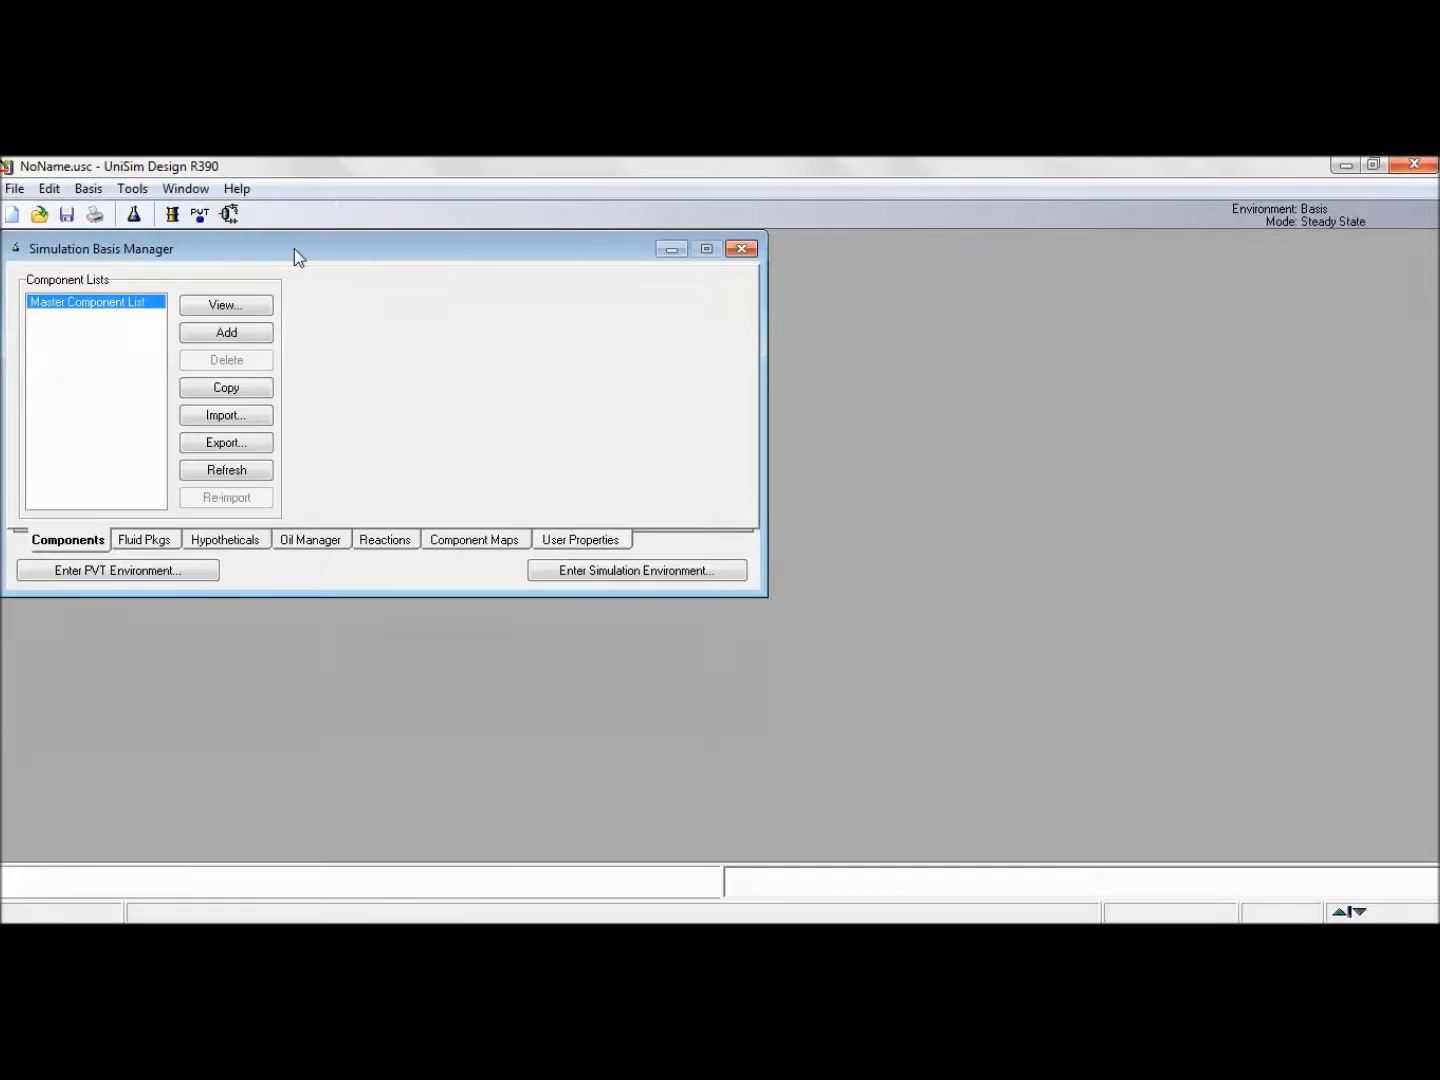 NoName.usc - UniSim Design R390
File Edit Basis Tools Window Help
PVT
Environment: Basis
Mode: Steady State
Simulation Basis Manager
Component Lists
Master Component List
View...
Add
Delete
Copy
Import...
Export...
Refresh
Re-import
Components Fluid Pkgs Hypotheticals Oil Manager Reactions Component Maps User Properties
Enter PVT Environment... Enter Simulation Environment...